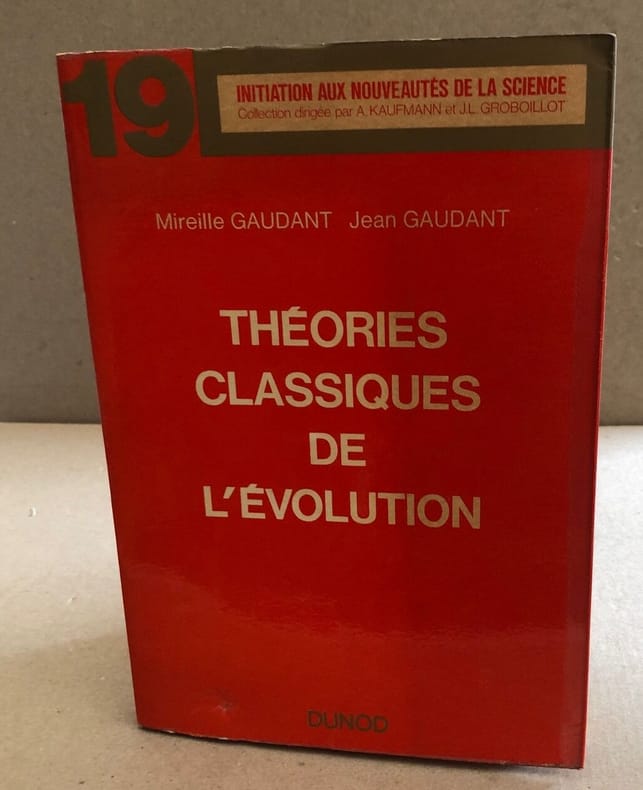 19
INITIATION AUX NOUVEAUTÉS DE LA SCIENCE
Collection dirigée par A. KAUFMANN et J.L. GROBOILLOT
Mireille GAUDANT Jean GAUDANT
THÉORIES
CLASSIQUES
DE
L'ÉVOLUTION
DUNOD